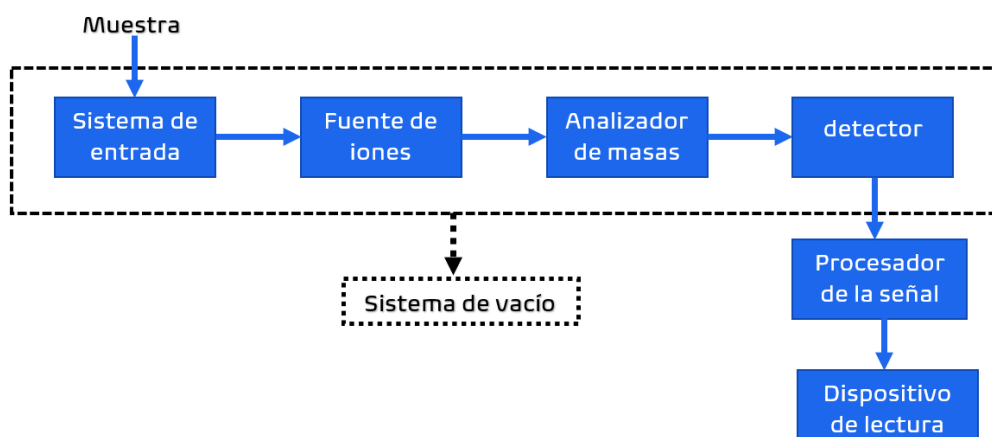 Muestra
Sistema de
entrada
Fuente de
iones
Analizador
de masas
detector
Sistema de vacío
Procesador
de la señal
Dispositivo
de lectura